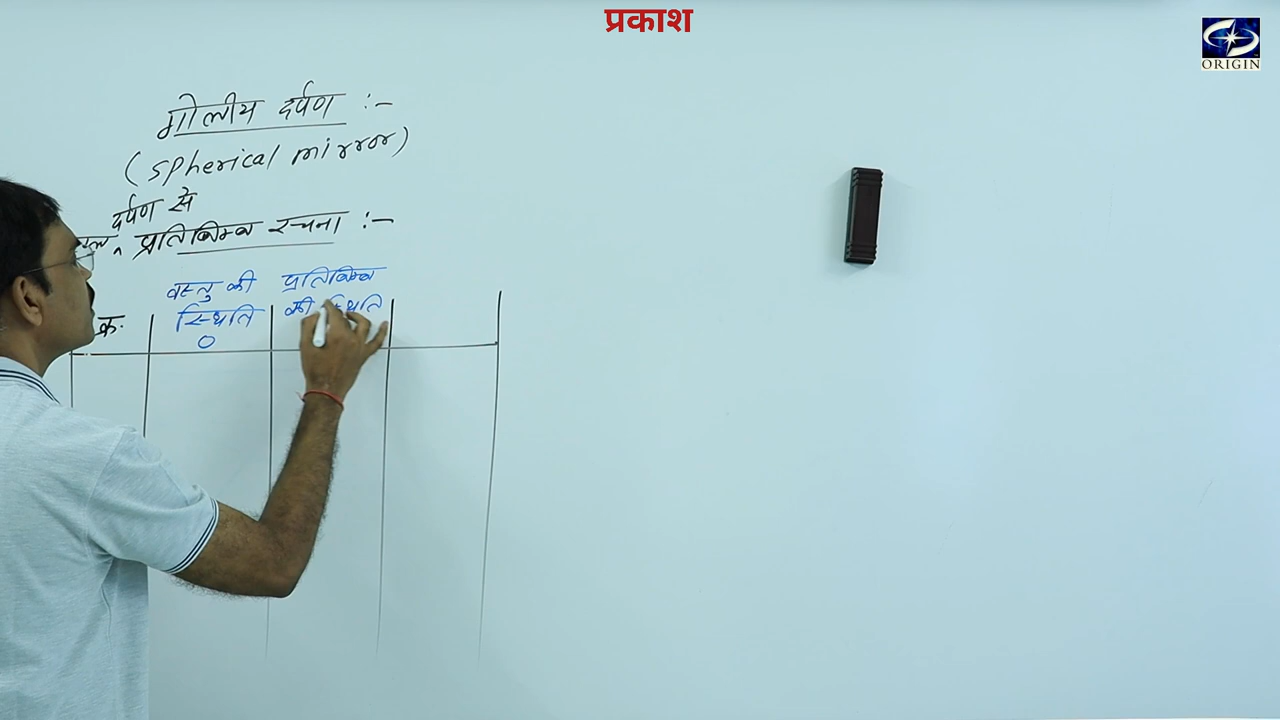 प्रकाश
ORIGIN
गोलीय दर्पण :-
(Spherical mirror)
दर्पण से
^ प्रतिबिम्ब रचना :-
वस्तु की
स्थिति
O
प्रतिबिम्ब
की स्थिति
क्र.